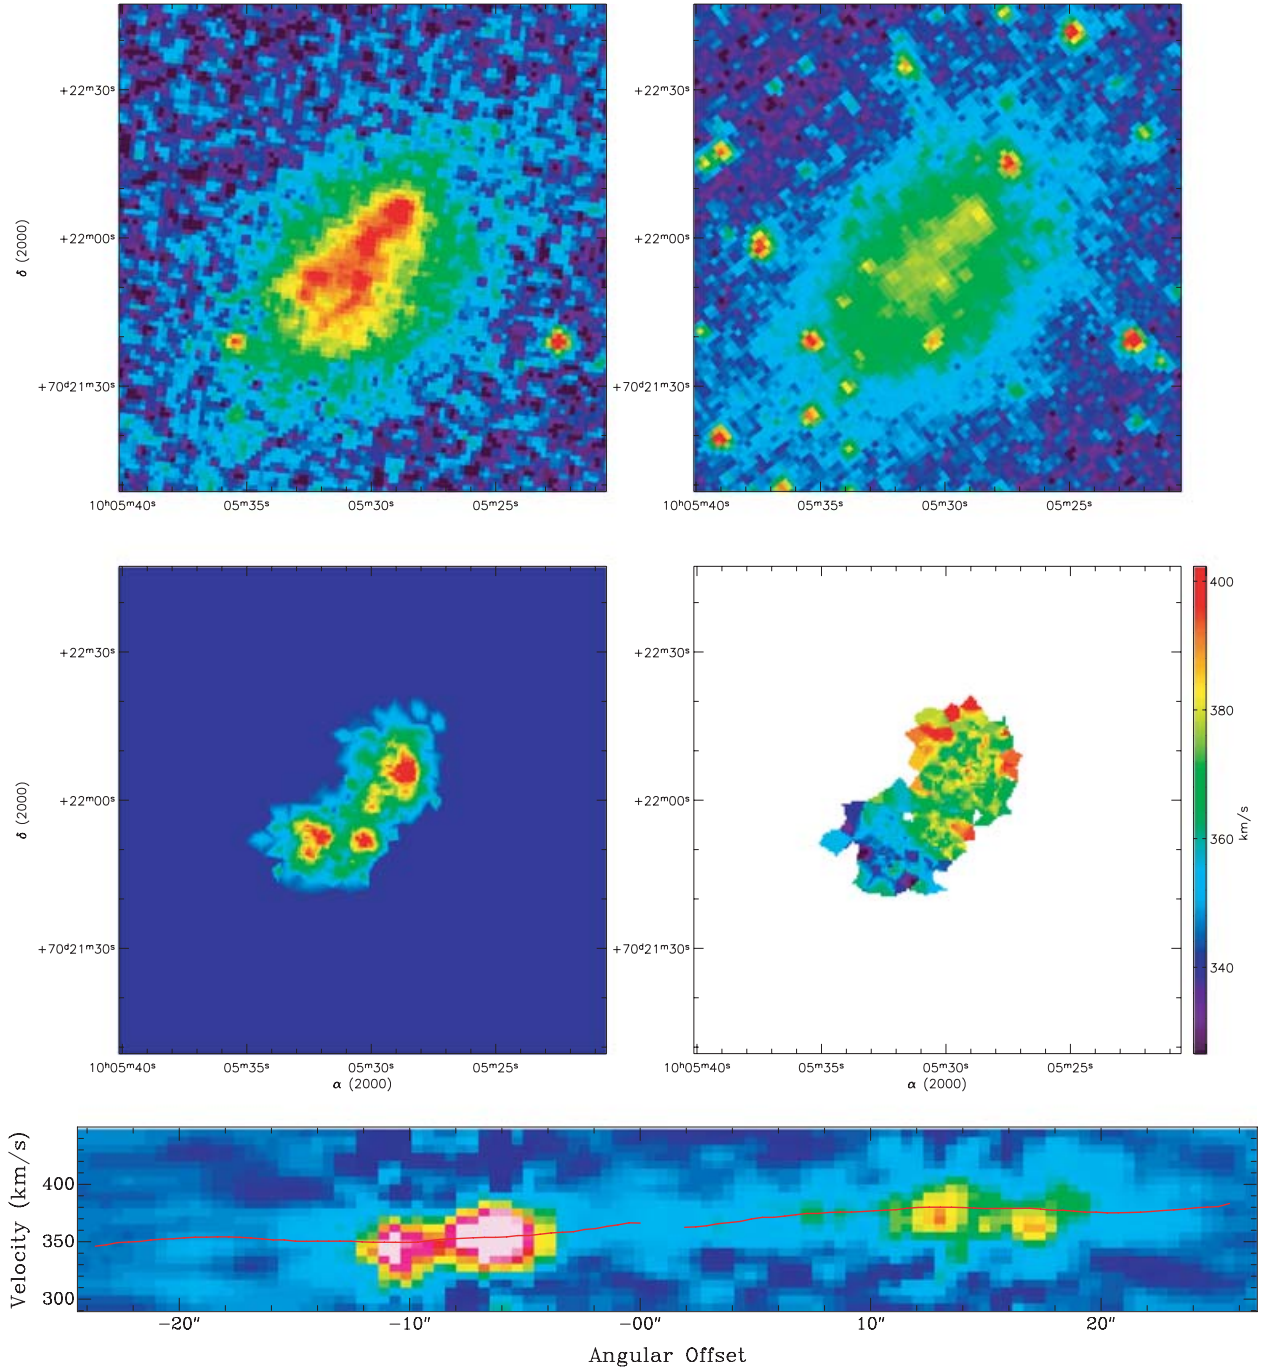 +22ᵐ30ˢ
+22ᵐ00ˢ
+70ᵈ21ᵐ30ˢ
δ (2000)
10ʰ05ᵐ40ˢ 05ᵐ35ˢ 05ᵐ30ˢ 05ᵐ25ˢ
+22ᵐ30ˢ
+22ᵐ00ˢ
+70ᵈ21ᵐ30ˢ
10ʰ05ᵐ40ˢ 05ᵐ35ˢ 05ᵐ30ˢ 05ᵐ25ˢ
+22ᵐ30ˢ
+22ᵐ00ˢ
+70ᵈ21ᵐ30ˢ
δ (2000)
10ʰ05ᵐ40ˢ 05ᵐ35ˢ 05ᵐ30ˢ 05ᵐ25ˢ
α (2000)
+22ᵐ30ˢ
+22ᵐ00ˢ
+70ᵈ21ᵐ30ˢ
10ʰ05ᵐ40ˢ 05ᵐ35ˢ 05ᵐ30ˢ 05ᵐ25ˢ
α (2000)
400
380
360
340
km/s
Velocity (km/s)
400
350
300
-20" -10" -00" 10" 20"
Angular Offset